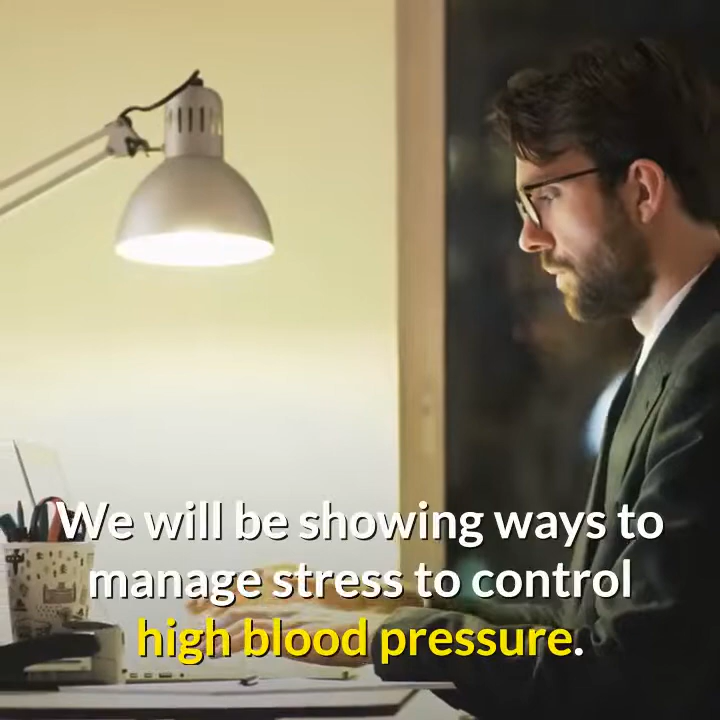 We will be showing ways to
manage stress to control
high blood pressure.